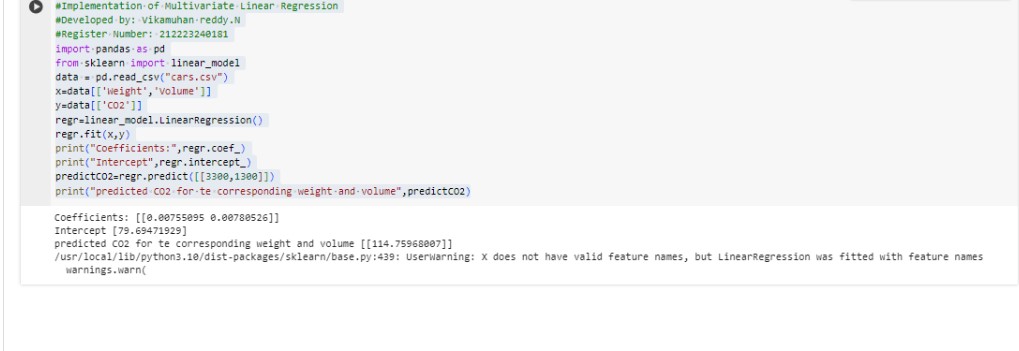 #Implementation of Multivariate Linear Regression
#Developed by: Vikamuhan reddy.N
#Register Number: 212223240181
import pandas as pd
from sklearn import linear_model
data = pd.read_csv("cars.csv")
x=data[['Weight','Volume']]
y=data[['CO2']]
regr=linear_model.LinearRegression()
regr.fit(x,y)
print("Coefficients:",regr.coef_)
print("Intercept",regr.intercept_)
predictCO2=regr.predict([[3300,1300]])
print("predicted CO2 for te corresponding weight and volume",predictCO2)
Coefficients: [[0.00755095 0.00780526]]
Intercept [79.69471929]
predicted CO2 for te corresponding weight and volume [[114.75968007]]
/usr/local/lib/python3.10/dist-packages/sklearn/base.py:439: UserWarning: X does not have valid feature names, but LinearRegression was fitted with feature names
warnings.warn(